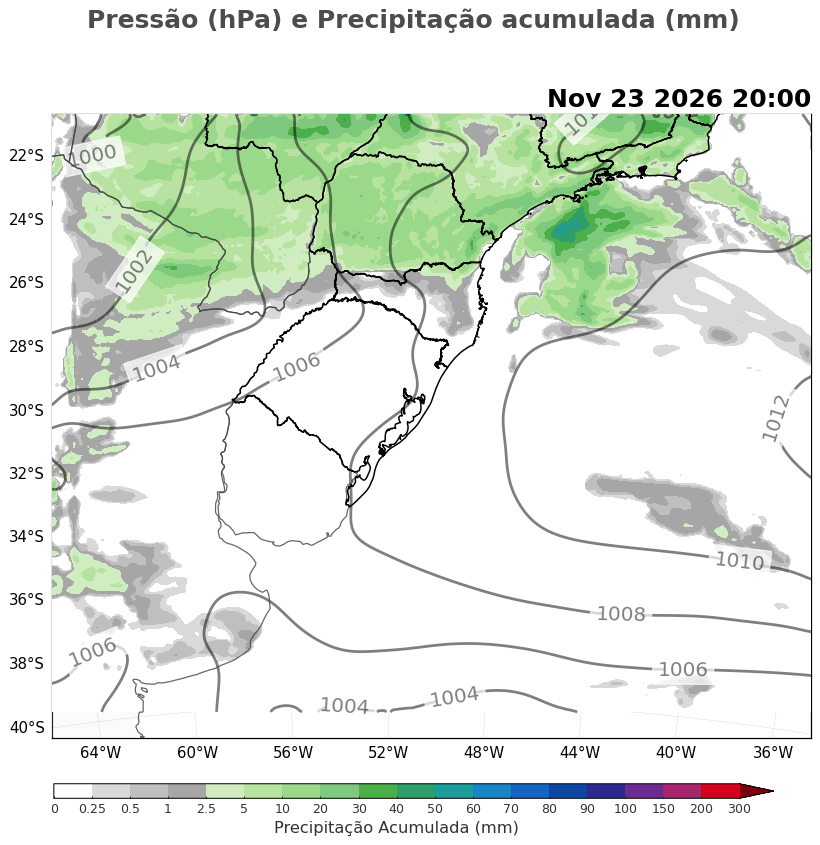 Pressão (hPa) e Precipitação acumulada (mm)
Nov 23 2026 20:00
22°S
24°S
26°S
28°S
30°S
32°S
34°S
36°S
38°S
40°S
1000
1002
1004
1006
1012
1010
1008
1006
1006
1004
1004
64°W 60°W 56°W 52°W 48°W 44°W 40°W 36°W
0 0.25 0.5 1 2.5 5 10 20 30 40 50 60 70 80 90 100 150 200 300
Precipitação Acumulada (mm)